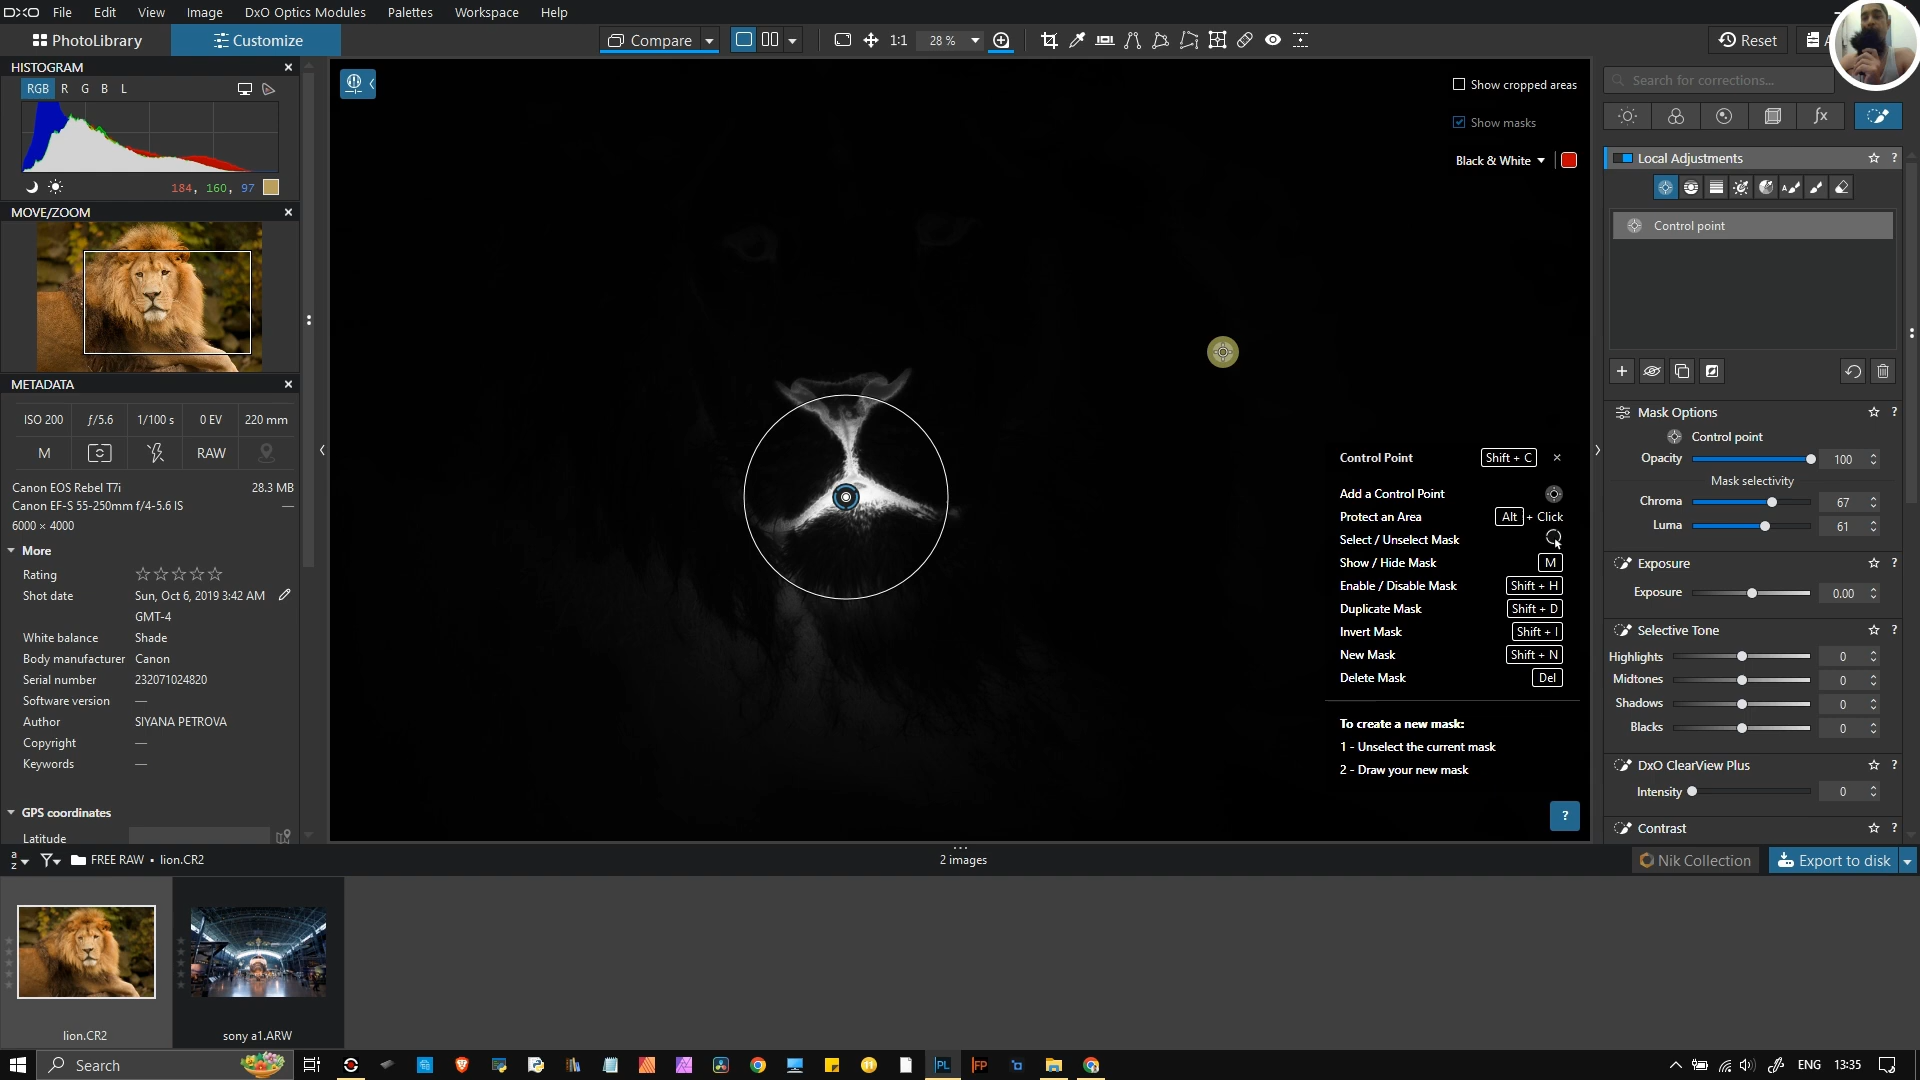 DxO File Edit View Image DxO Optics Modules Palettes Workspace Help
PhotoLibrary Customize Compare 1:1 28 % Reset
HISTOGRAM
RGB R G B L
184, 160, 97
MOVE/ZOOM
METADATA
ISO 200 ƒ/5.6 1/100 s 0 EV 220 mm
M RAW
Canon EOS Rebel T7i 28.3 MB
Canon EF-S 55-250mm f/4-5.6 IS —
6000 × 4000
More
Rating
Shot date Sun, Oct 6, 2019 3:42 AM
GMT-4
White balance Shade
Body manufacturer Canon
Serial number 232071024820
Software version —
Author SIYANA PETROVA
Copyright —
Keywords —
GPS coordinates
Latitude
Show cropped areas
Show masks
Black & White
Control Point Shift + C ×
Add a Control Point
Protect an Area Alt + Click
Select / Unselect Mask
Show / Hide Mask M
Enable / Disable Mask Shift + H
Duplicate Mask Shift + D
Invert Mask Shift + I
New Mask Shift + N
Delete Mask Del
To create a new mask:
1 - Unselect the current mask
2 - Draw your new mask
?
Search for corrections...
fx
Local Adjustments ?
Control point
Mask Options ?
Control point
Opacity 100
Mask selectivity
Chroma 67
Luma 61
Exposure ?
Exposure 0.00
Selective Tone ?
Highlights 0
Midtones 0
Shadows 0
Blacks 0
DxO ClearView Plus ?
Intensity 0
Contrast ?
FREE RAW • lion.CR2 2 images Nik Collection Export to disk
lion.CR2 sony a1.ARW
Search PL FP ENG 13:35